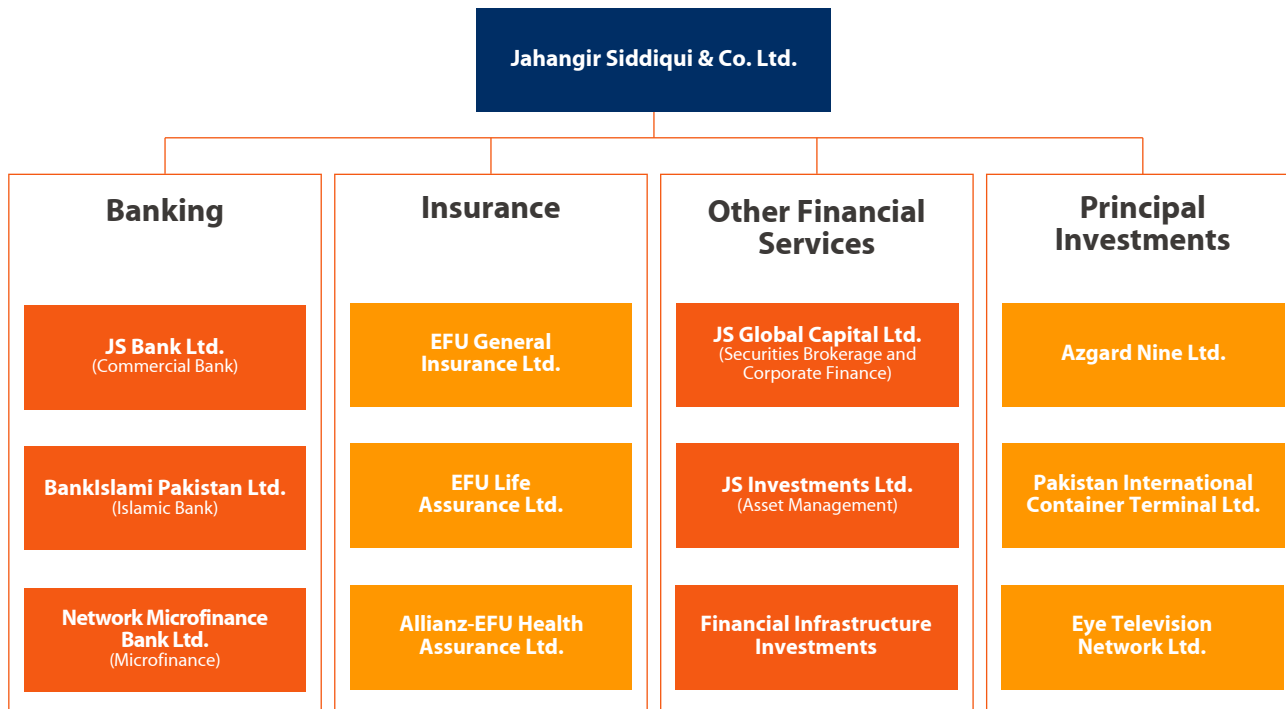 Jahangir Siddiqui & Co. Ltd.
Banking
JS Bank Ltd.
(Commercial Bank)
BankIslami Pakistan Ltd.
(Islamic Bank)
Network Microfinance
Bank Ltd.
(Microfinance)
Insurance
EFU General
Insurance Ltd.
EFU Life
Assurance Ltd.
Allianz-EFU Health
Assurance Ltd.
Other Financial
Services
JS Global Capital Ltd.
(Securities Brokerage and
Corporate Finance)
JS Investments Ltd.
(Asset Management)
Financial Infrastructure
Investments
Principal
Investments
Azgard Nine Ltd.
Pakistan International
Container Terminal Ltd.
Eye Television
Network Ltd.